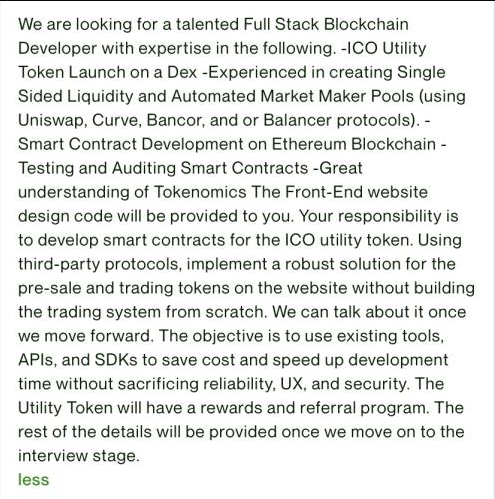 We are looking for a talented Full Stack Blockchain
Developer with expertise in the following. -ICO Utility
Token Launch on a Dex -Experienced in creating Single
Sided Liquidity and Automated Market Maker Pools (using
Uniswap, Curve, Bancor, and or Balancer protocols). -
Smart Contract Development on Ethereum Blockchain -
Testing and Auditing Smart Contracts -Great
understanding of Tokenomics The Front-End website
design code will be provided to you. Your responsibility is
to develop smart contracts for the ICO utility token. Using
third-party protocols, implement a robust solution for the
pre-sale and trading tokens on the website without building
the trading system from scratch. We can talk about it once
we move forward. The objective is to use existing tools,
APIs, and SDKs to save cost and speed up development
time without sacrificing reliability, UX, and security. The
Utility Token will have a rewards and referral program. The
rest of the details will be provided once we move on to the
interview stage.
less